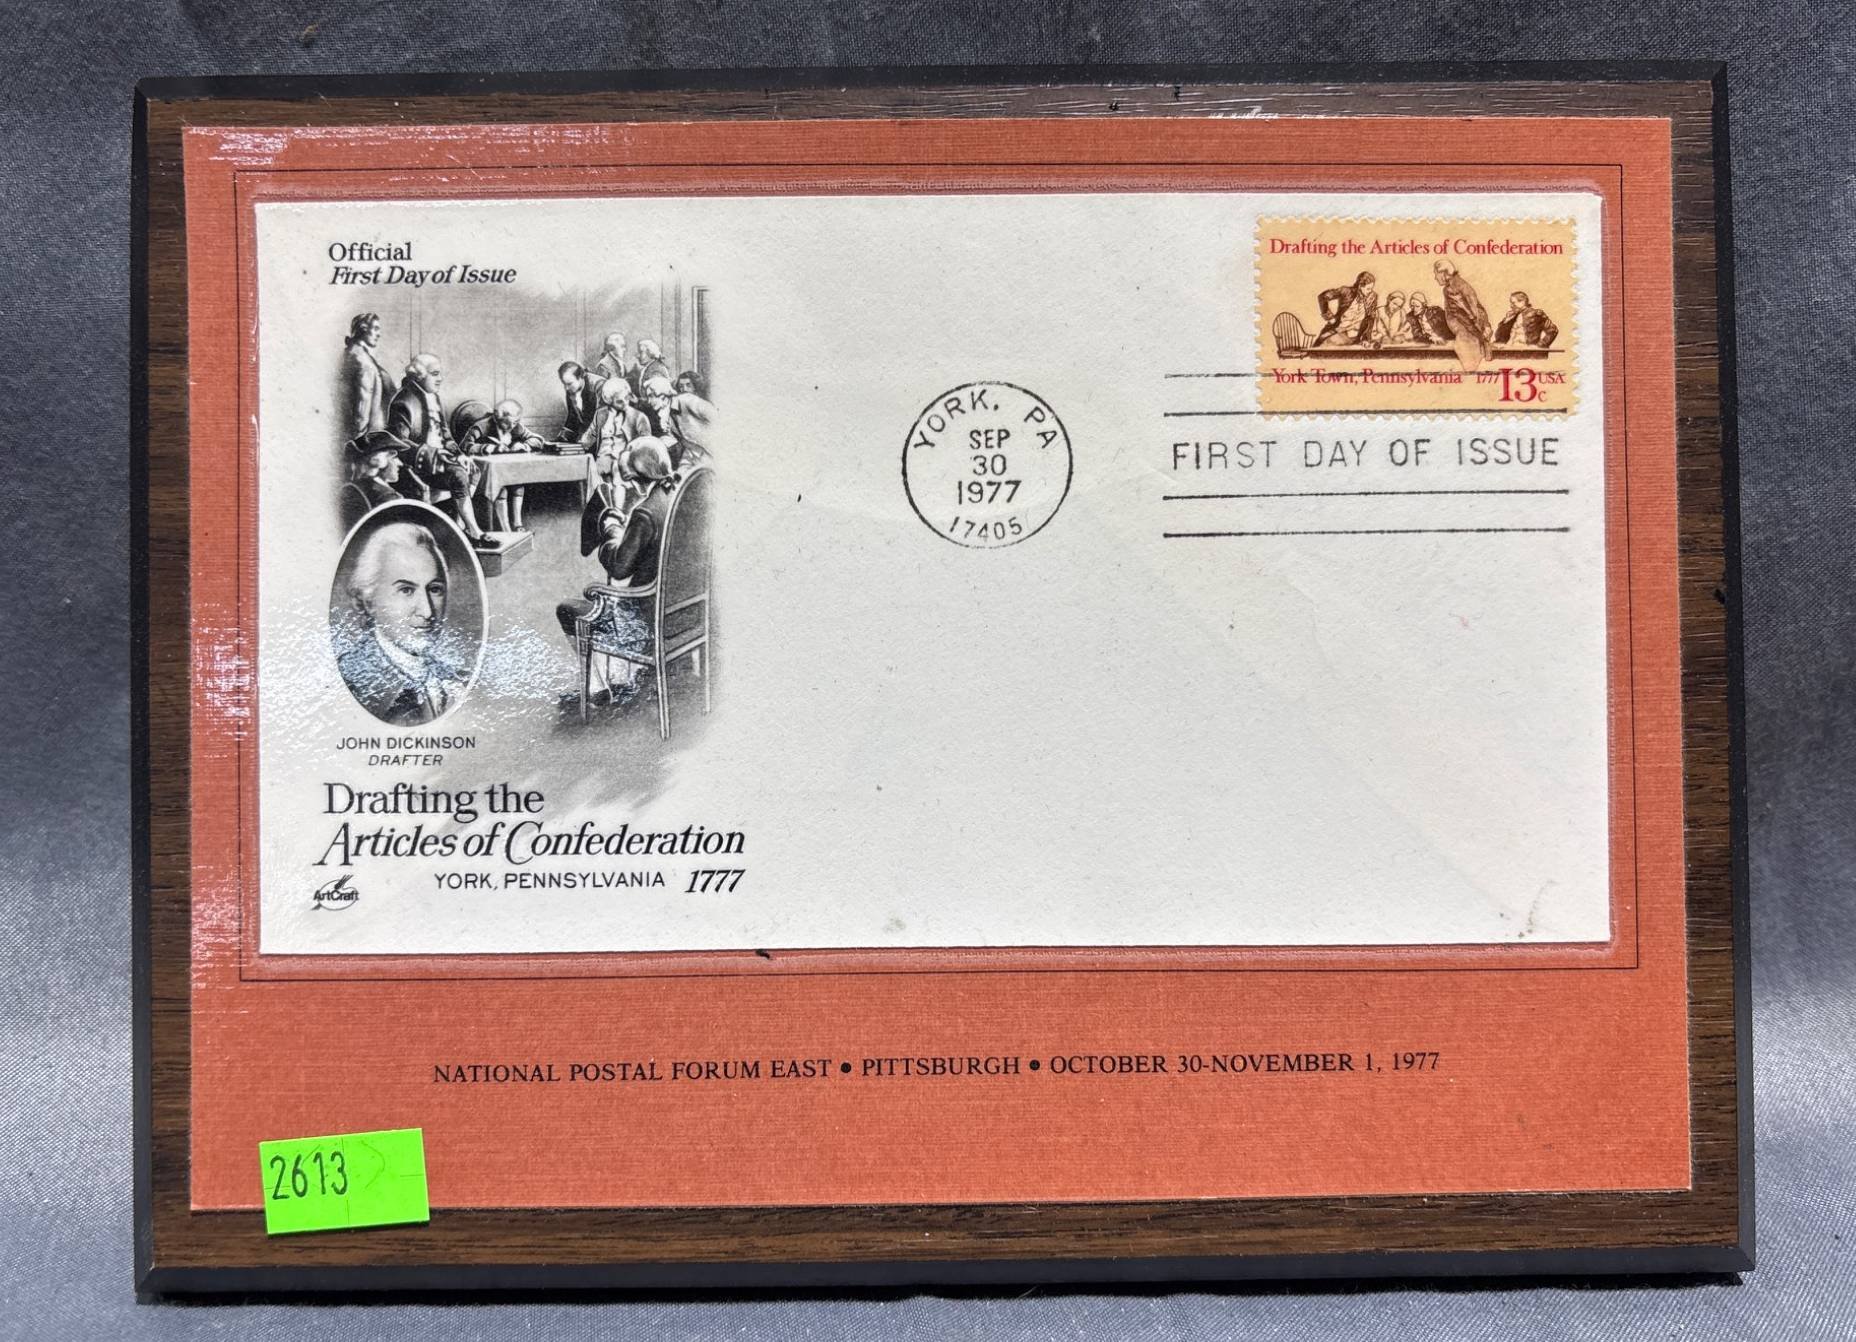 Official
First Day of Issue
Drafting the Articles of Confederation
York Town, Pennsylvania 1777 13c USA
YORK, PA
SEP
30
1977
17405
FIRST DAY OF ISSUE
JOHN DICKINSON
DRAFTER
Drafting the
Articles of Confederation
YORK, PENNSYLVANIA 1777
ArtCraft
NATIONAL POSTAL FORUM EAST • PITTSBURGH • OCTOBER 30-NOVEMBER 1, 1977
2613